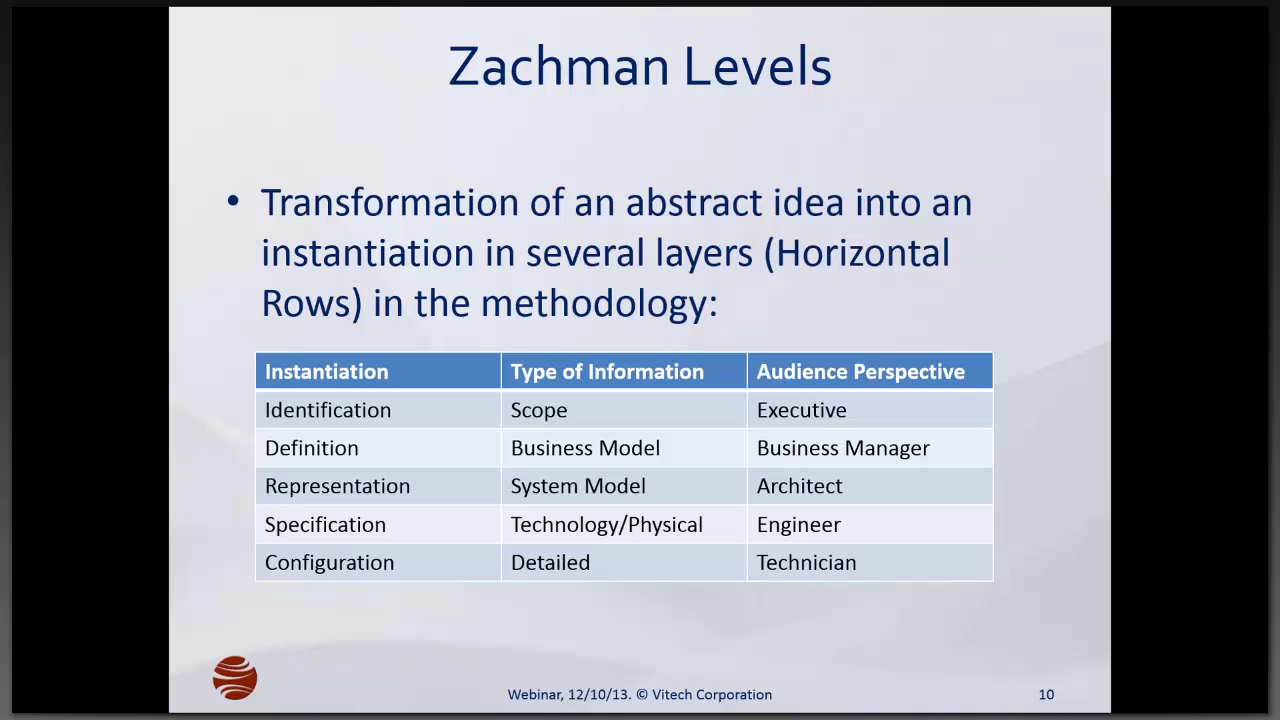 Zachman Levels
• Transformation of an abstract idea into an
instantiation in several layers (Horizontal
Rows) in the methodology:
Instantiation Type of Information Audience Perspective
Identification Scope Executive
Definition Business Model Business Manager
Representation System Model Architect
Specification Technology/Physical Engineer
Configuration Detailed Technician
Webinar, 12/10/13. © Vitech Corporation 10